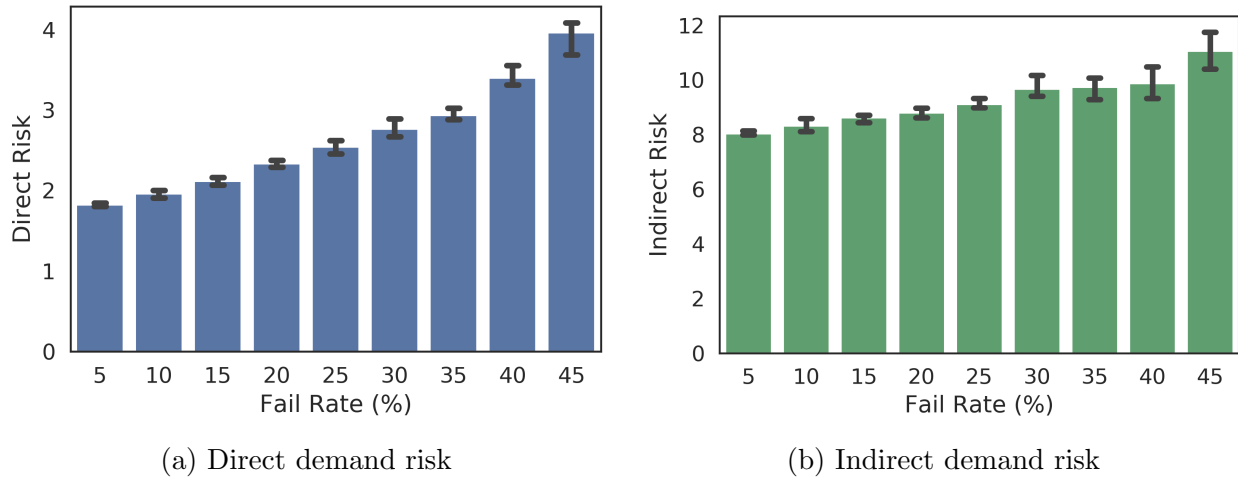 4
3
2
1
0
Direct Risk
5 10 15 20 25 30 35 40 45
Fail Rate (%)
(a) Direct demand risk
12
10
8
6
4
2
0
Indirect Risk
5 10 15 20 25 30 35 40 45
Fail Rate (%)
(b) Indirect demand risk